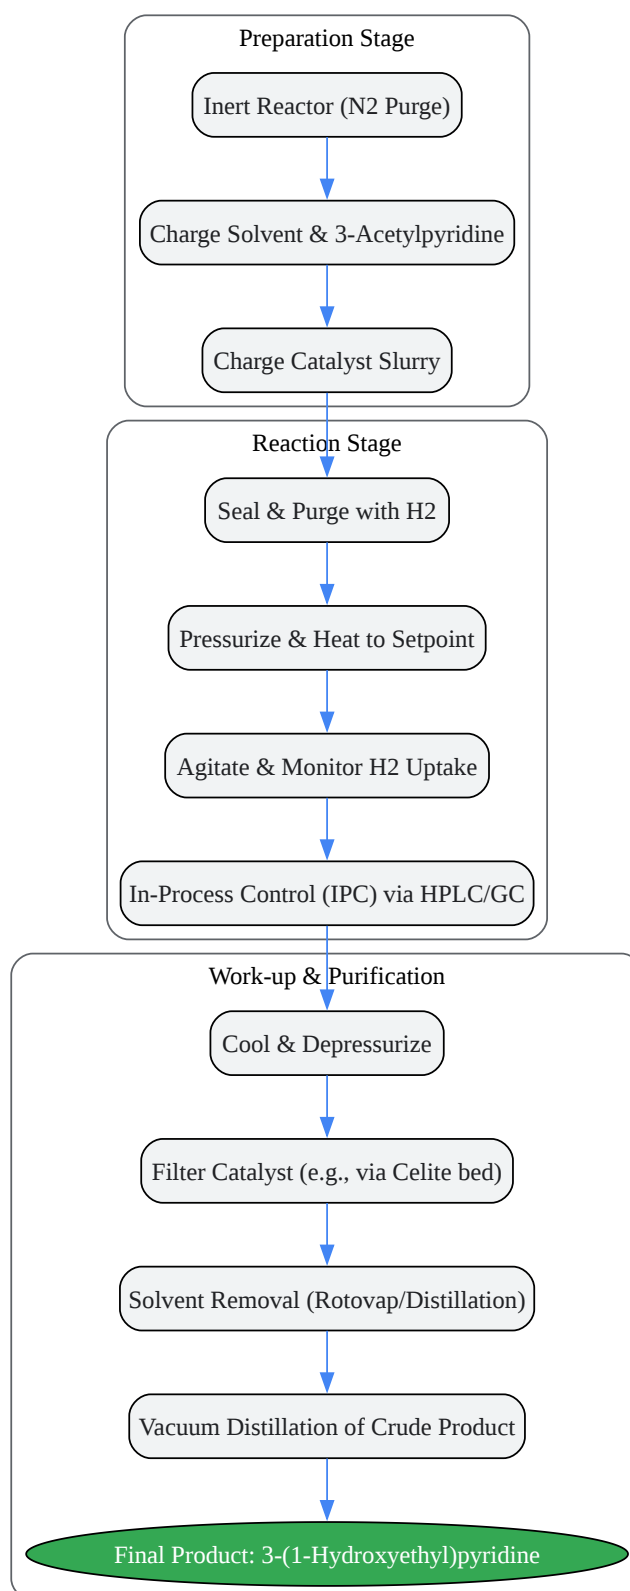 Preparation Stage
Inert Reactor (N2 Purge)
Charge Solvent & 3-Acetylpyridine
Charge Catalyst Slurry
Reaction Stage
Seal & Purge with H2
Pressurize & Heat to Setpoint
Agitate & Monitor H2 Uptake
In-Process Control (IPC) via HPLC/GC
Work-up & Purification
Cool & Depressurize
Filter Catalyst (e.g., via Celite bed)
Solvent Removal (Rotovap/Distillation)
Vacuum Distillation of Crude Product
Final Product: 3-(1-Hydroxyethyl)pyridine